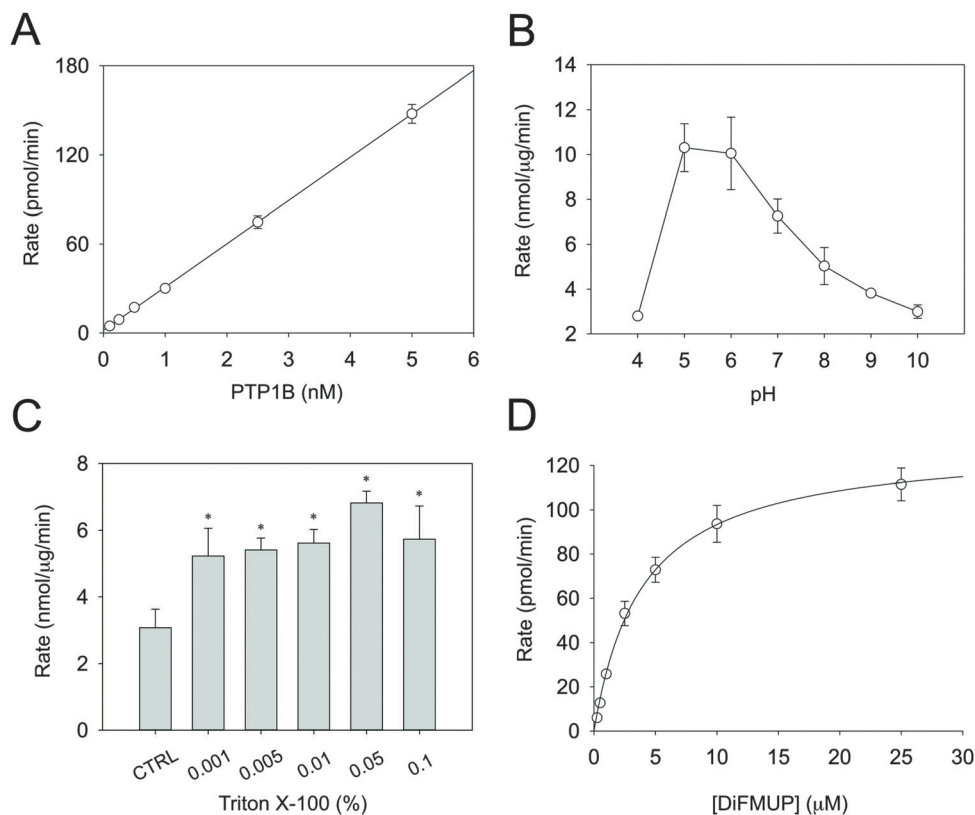 A
180
120
60
0
0 1 2 3 4 5 6
Rate (pmol/min)
PTP1B (nM)
B
14
12
10
8
6
4
2
4 5 6 7 8 9 10
Rate (nmol/μg/min)
pH
C
8
6
4
2
0
* * * * *
CTRL 0.001 0.005 0.01 0.05 0.1
Rate (nmol/μg/min)
Triton X-100 (%)
D
120
100
80
60
40
20
0
0 5 10 15 20 25 30
Rate (pmol/min)
[DiFMUP] (μM)